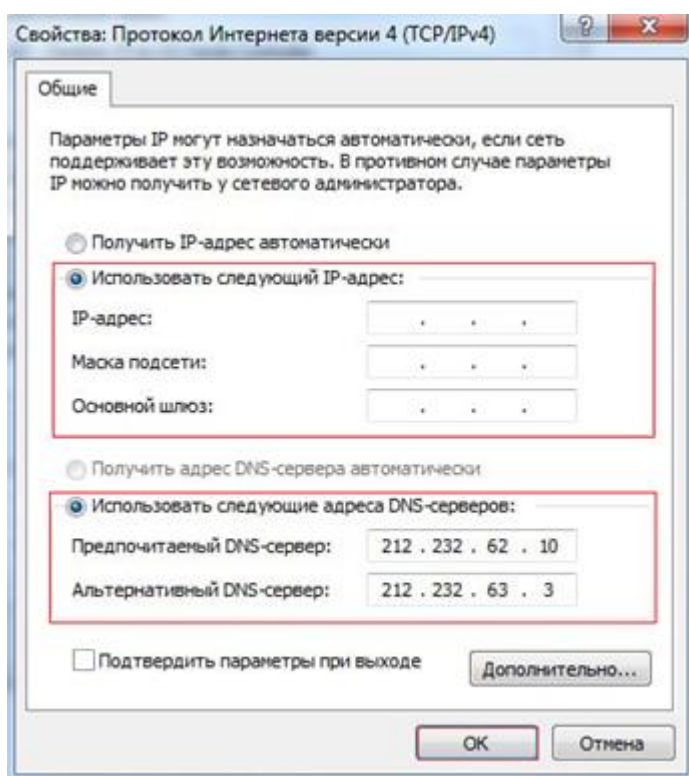 Свойства: Протокол Интернета версии 4 (TCP/IPv4)
Общие
Параметры IP могут назначаться автоматически, если сеть
поддерживает эту возможность. В противном случае параметры
IP можно получить у сетевого администратора.
Получить IP-адрес автоматически
Использовать следующий IP-адрес:
IP-адрес: . . .
Маска подсети: . . .
Основной шлюз: . . .
Получить адрес DNS-сервера автоматически
Использовать следующие адреса DNS-серверов:
Предпочитаемый DNS-сервер: 212 . 232 . 62 . 10
Альтернативный DNS-сервер: 212 . 232 . 63 . 3
Подтвердить параметры при выходе Дополнительно...
OK Отмена